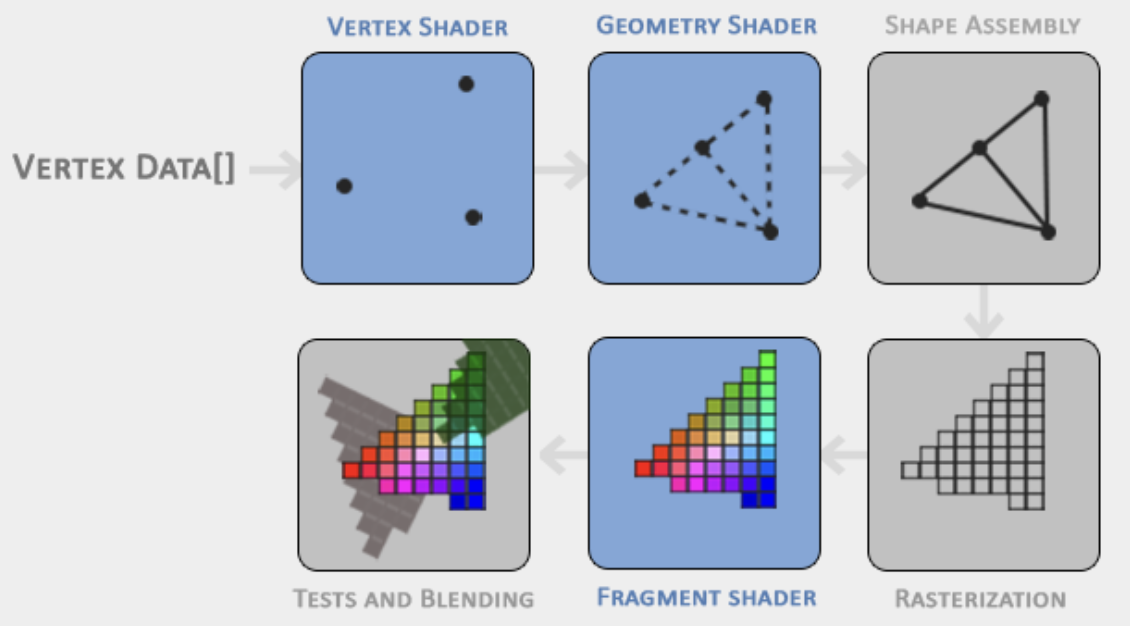 VERTEX SHADER
GEOMETRY SHADER
SHAPE ASSEMBLY
VERTEX DATA[]
TESTS AND BLENDING
FRAGMENT SHADER
RASTERIZATION